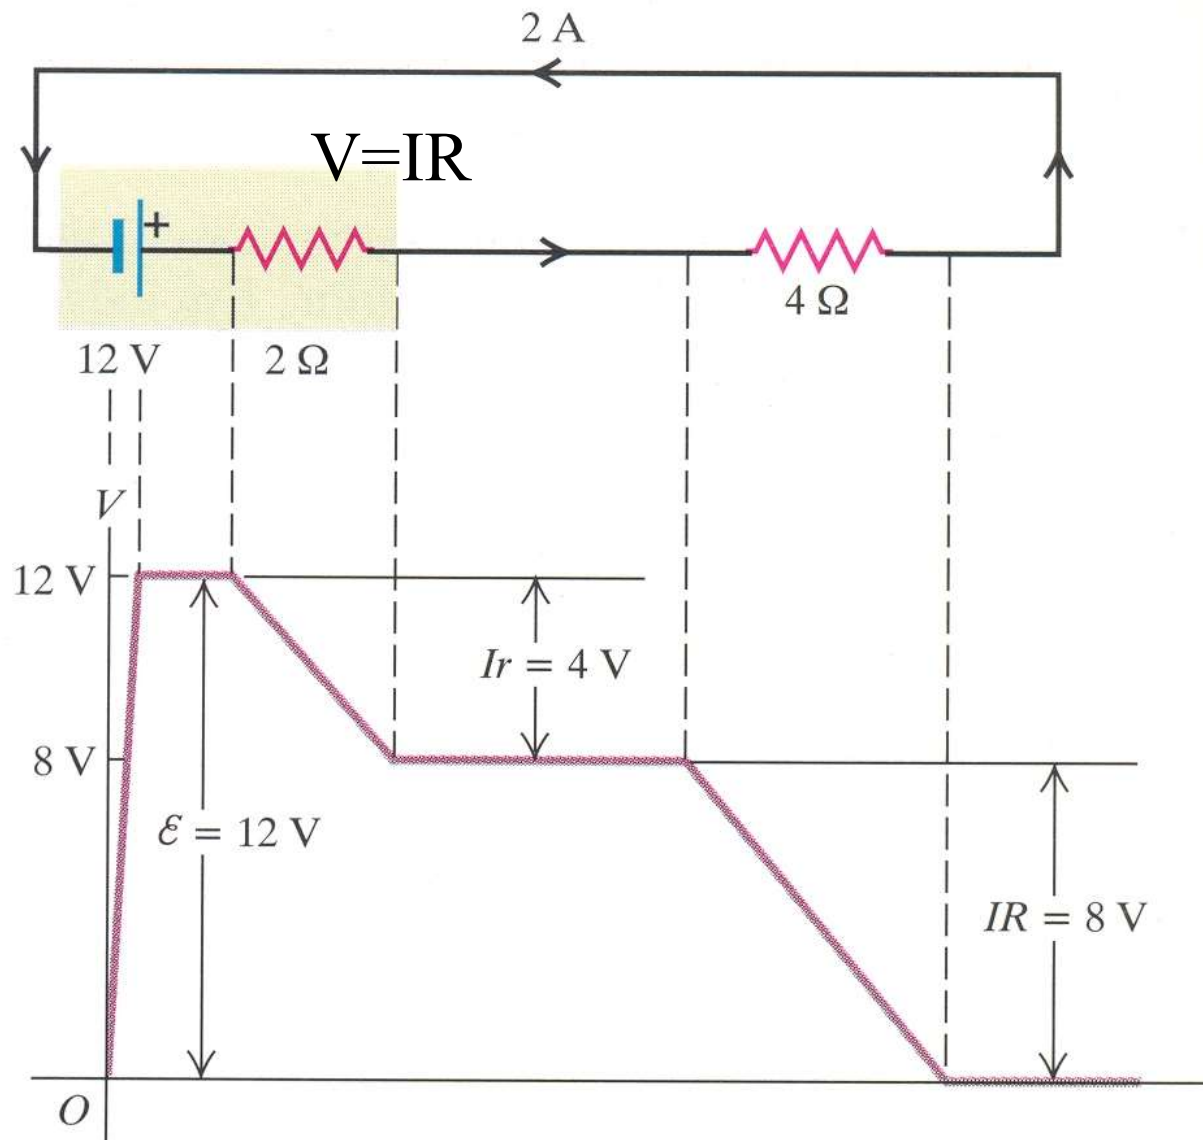 2 A
V=IR
+
4 Ω
12 V
2 Ω
V
12 V
Ir = 4 V
8 V
ℰ = 12 V
IR = 8 V
O